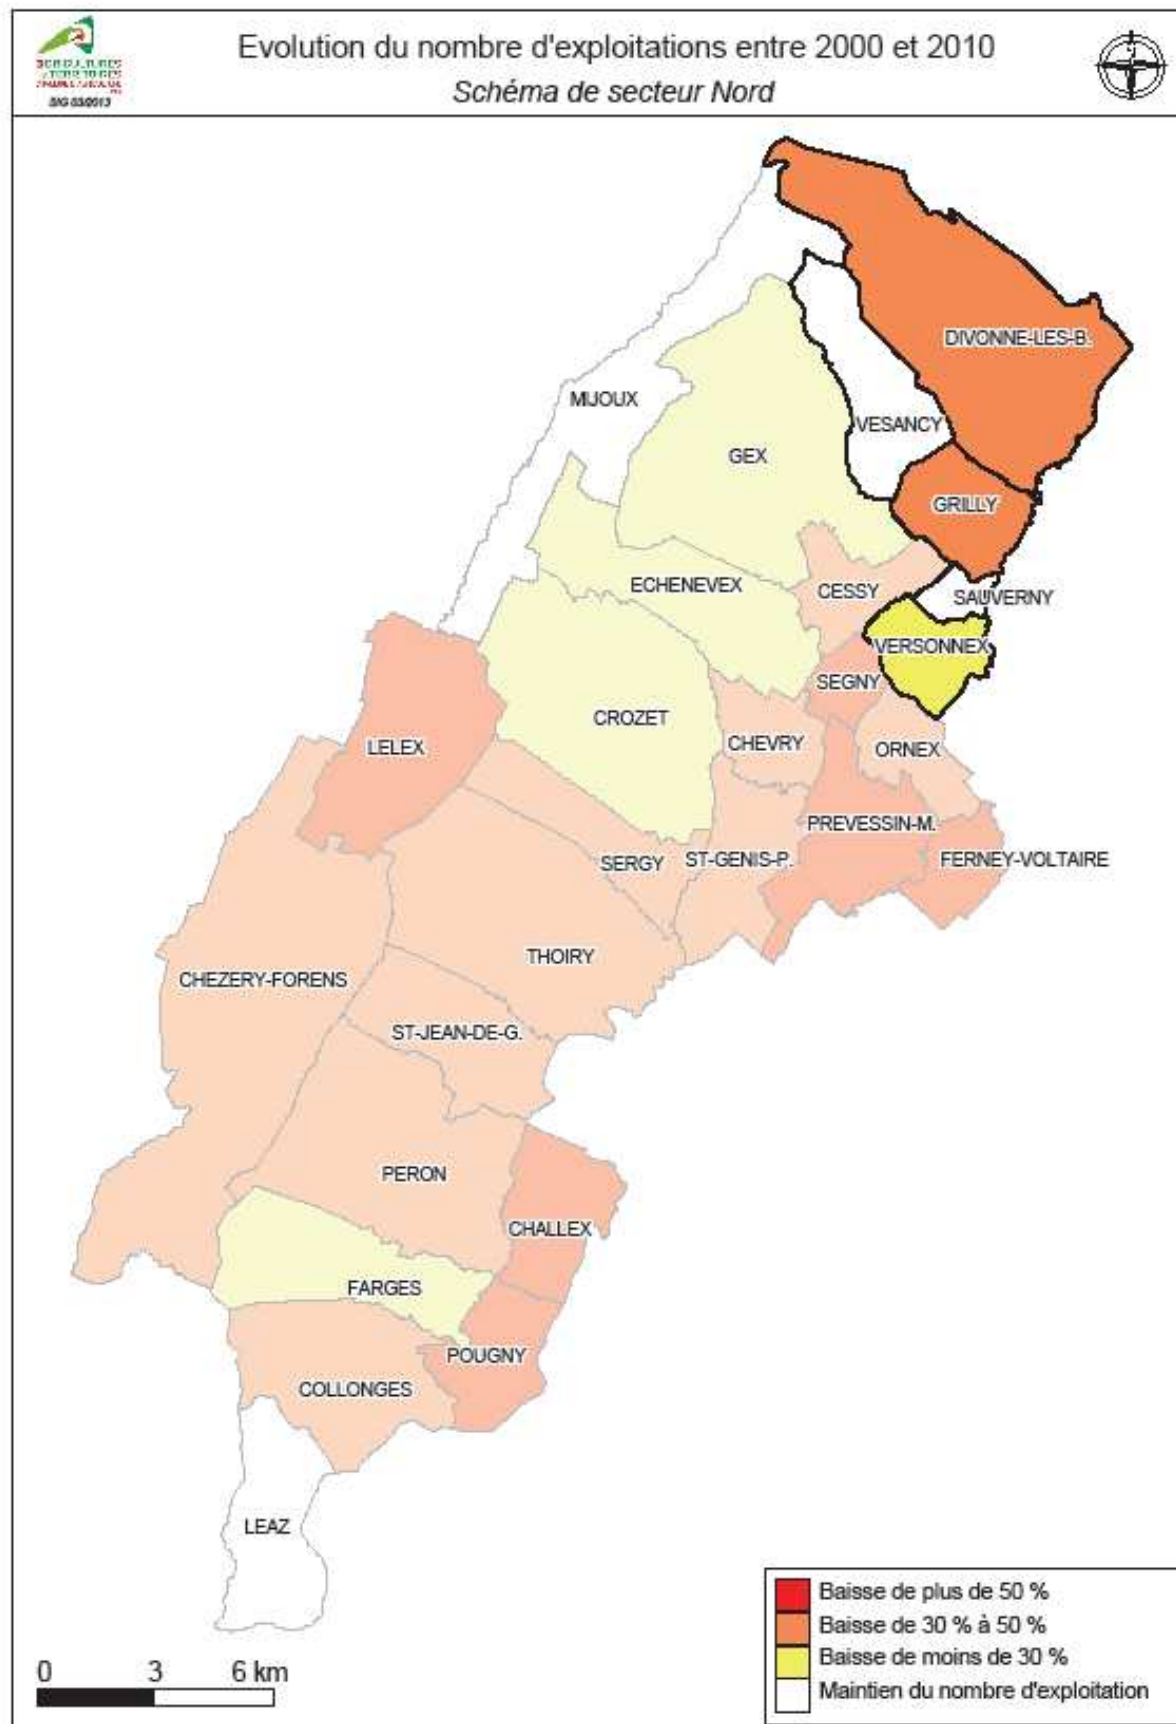 Evolution du nombre d'exploitations entre 2000 et 2010
Schéma de secteur Nord
SIG 03/2013
DIVONNE-LES-B.
MIJOUX
VESANCY
GEX
GRILLY
ECHENEVEX
CESSY
SAUVERNY
VERSONNEX
SEGNY
CROZET
CHEVRY
ORNEX
LELEX
PREVESSIN-M.
SERGY
ST-GENIS-P.
FERNEY-VOLTAIRE
THOIRY
CHEZERY-FORENS
ST-JEAN-DE-G.
PERON
CHALLEX
FARGES
POUGNY
COLLONGES
LEAZ
Baisse de plus de 50 %
Baisse de 30 % à 50 %
Baisse de moins de 30 %
Maintien du nombre d'exploitation
0 3 6 km